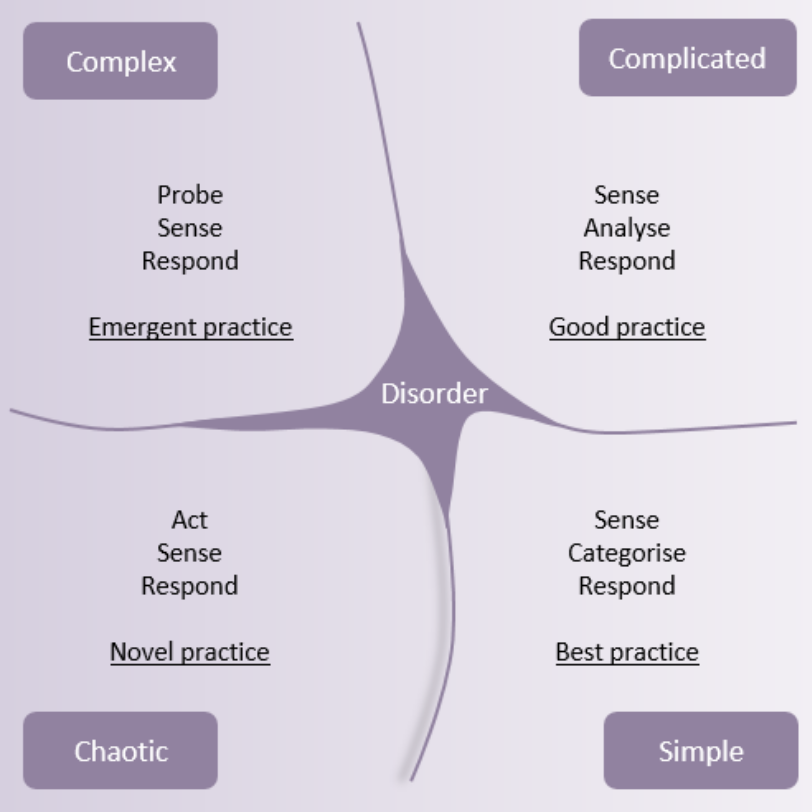 Complex
Complicated
Probe
Sense
Respond
Emergent practice
Sense
Analyse
Respond
Good practice
Disorder
Act
Sense
Respond
Novel practice
Sense
Categorise
Respond
Best practice
Chaotic
Simple